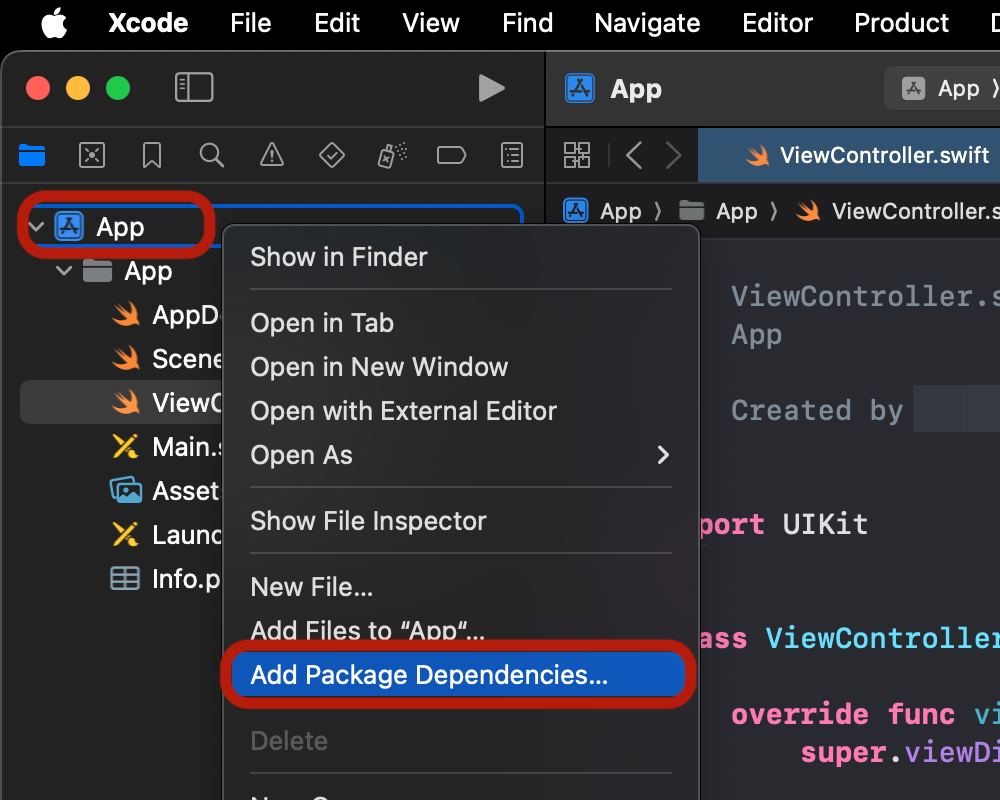 Xcode File Edit View Find Navigate Editor Product
App App
ViewController.swift
App App ViewController.s
App
App
AppD
Scene
ViewC
Main.s
Asset
Launc
Info.p
Show in Finder
Open in Tab
Open in New Window
Open with External Editor
Open As
Show File Inspector
New File...
Add Files to “App“...
Add Package Dependencies...
Delete
ViewController.s
App
Created by
port UIKit
ass ViewController
override func vi
super.viewDi